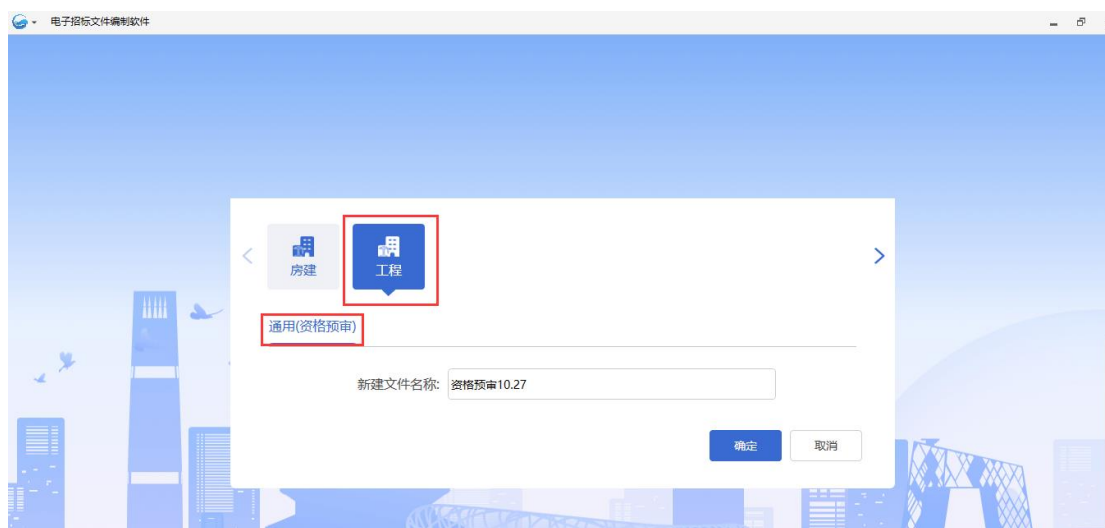 电子招标文件编制软件
房建
工程
通用(资格预审)
新建文件名称: 资格预审10.27
确定 取消